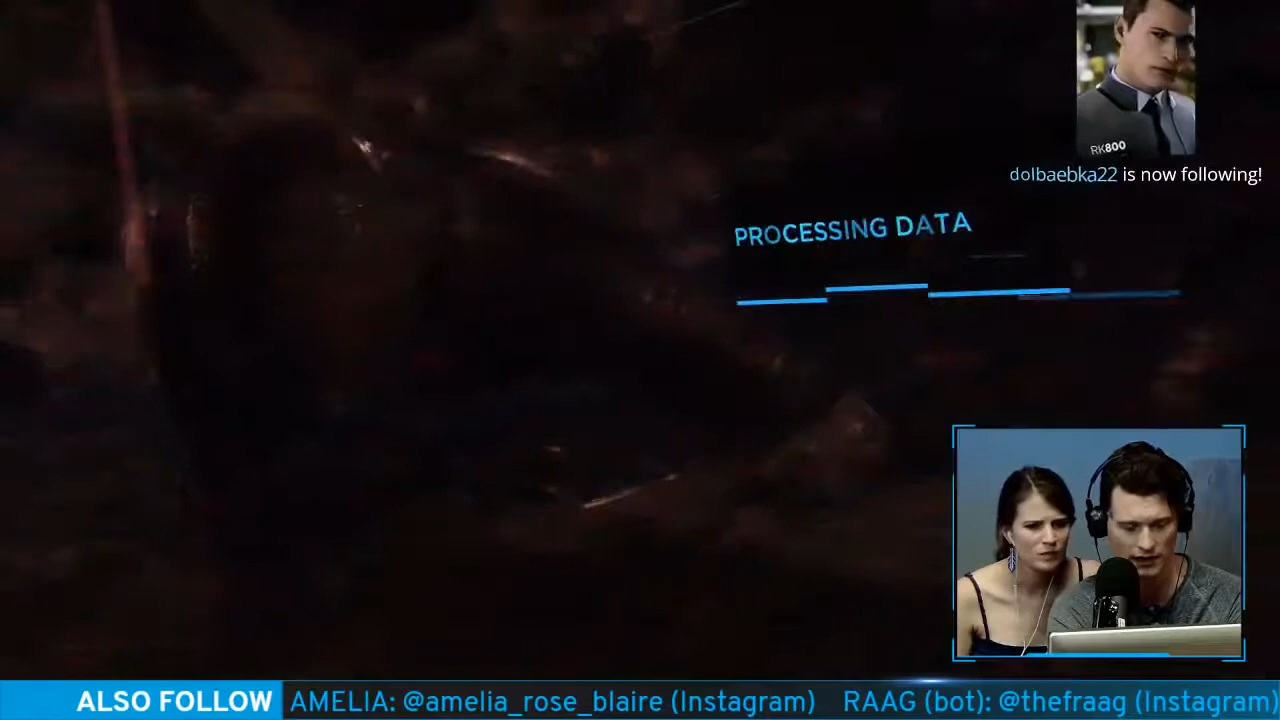 RK800
dolbaebka22 is now following!
PROCESSING DATA
ALSO FOLLOW AMELIA: @amelia_rose_blaire (Instagram) RAAG (bot): @thefraag (Instagram)